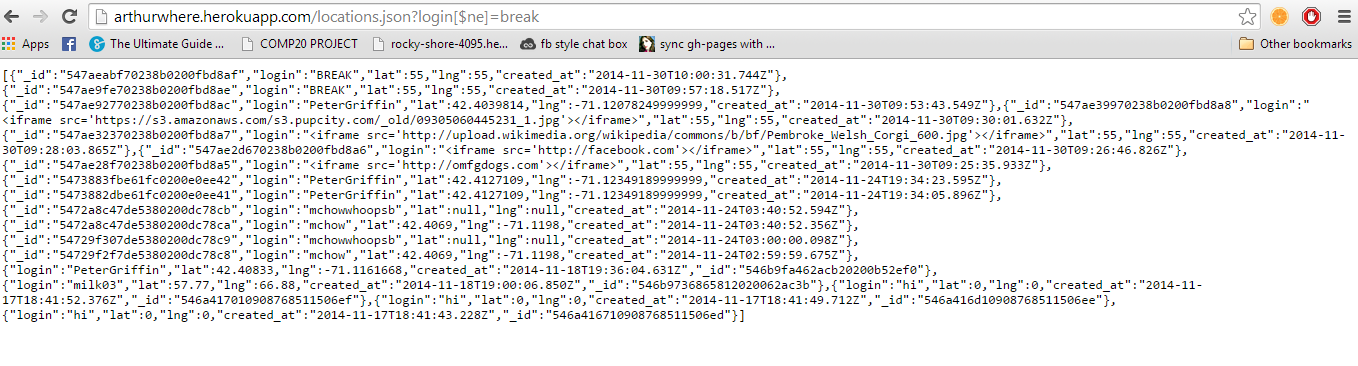 arthurwhere.herokuapp.com/locations.json?login[$ne]=break
Apps The Ultimate Guide ... COMP20 PROJECT rocky-shore-4095.he... fb style chat box sync gh-pages with ... Other bookmarks
[{"_id":"547aeabf70238b0200fbd8af","login":"BREAK","lat":55,"lng":55,"created_at":"2014-11-30T10:00:31.744Z"},
{"_id":"547ae9fe70238b0200fbd8ae","login":"BREAK","lat":55,"lng":55,"created_at":"2014-11-30T09:57:18.517Z"},
{"_id":"547ae92770238b0200fbd8ac","login":"PeterGriffin","lat":42.4039814,"lng":-71.12078249999999,"created_at":"2014-11-30T09:53:43.549Z"},{"_id":"547ae39970238b0200fbd8a8","login":"
<iframe src='https://s3.amazonaws.com/s3.pupcity.com/_old/09305060445231_1.jpg'></iframe>","lat":55,"lng":55,"created_at":"2014-11-30T09:30:01.632Z"},
{"_id":"547ae32370238b0200fbd8a7","login":"<iframe src='http://upload.wikimedia.org/wikipedia/commons/b/bf/Pembroke_Welsh_Corgi_600.jpg'></iframe>","lat":55,"lng":55,"created_at":"2014-11-
30T09:28:03.865Z"},{"_id":"547ae2d670238b0200fbd8a6","login":"<iframe src='http://facebook.com'></iframe>","lat":55,"lng":55,"created_at":"2014-11-30T09:26:46.826Z"},
{"_id":"547ae28f70238b0200fbd8a5","login":"<iframe src='http://omfgdogs.com'></iframe>","lat":55,"lng":55,"created_at":"2014-11-30T09:25:35.933Z"},
{"_id":"5473883fbe61fc0200e0ee42","login":"PeterGriffin","lat":42.4127109,"lng":-71.12349189999999,"created_at":"2014-11-24T19:34:23.595Z"},
{"_id":"5473882dbe61fc0200e0ee41","login":"PeterGriffin","lat":42.4127109,"lng":-71.12349189999999,"created_at":"2014-11-24T19:34:05.896Z"},
{"_id":"5472a8c47de5380200dc78cb","login":"mchowwhoopsb","lat":null,"lng":null,"created_at":"2014-11-24T03:40:52.594Z"},
{"_id":"5472a8c47de5380200dc78ca","login":"mchow","lat":42.4069,"lng":-71.1198,"created_at":"2014-11-24T03:40:52.356Z"},
{"_id":"54729f307de5380200dc78c9","login":"mchowwhoopsb","lat":null,"lng":null,"created_at":"2014-11-24T03:00:00.098Z"},
{"_id":"54729f2f7de5380200dc78c8","login":"mchow","lat":42.4069,"lng":-71.1198,"created_at":"2014-11-24T02:59:59.675Z"},
{"login":"PeterGriffin","lat":42.40833,"lng":-71.1161668,"created_at":"2014-11-18T19:36:04.631Z","_id":"546b9fa462acb20200b52ef0"},
{"login":"milk03","lat":57.77,"lng":66.88,"created_at":"2014-11-18T19:00:06.850Z","_id":"546b9736865812020062ac3b"},{"login":"hi","lat":0,"lng":0,"created_at":"2014-11-
17T18:41:52.376Z","_id":"546a417010908768511506ef"},{"login":"hi","lat":0,"lng":0,"created_at":"2014-11-17T18:41:49.712Z","_id":"546a416d10908768511506ee"},
{"login":"hi","lat":0,"lng":0,"created_at":"2014-11-17T18:41:43.228Z","_id":"546a416710908768511506ed"}]